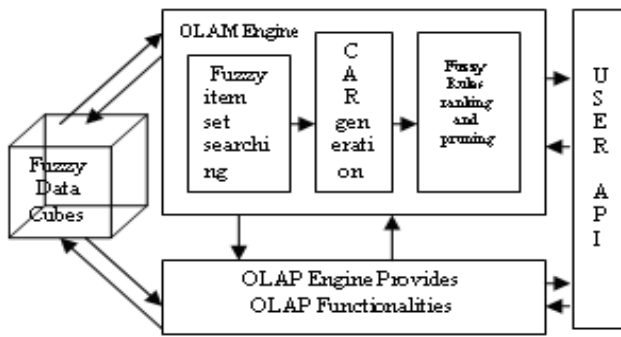 OLAM Engine
Fuzzy
item
set
searchi
ng
C
A
R
gen
erati
on
Fuzzy
Rules
ranking
and
pruning
U
S
E
R
A
P
I
Fuzzy
Data
Cubes
OLAP Engine Provides
OLAP Functionalities